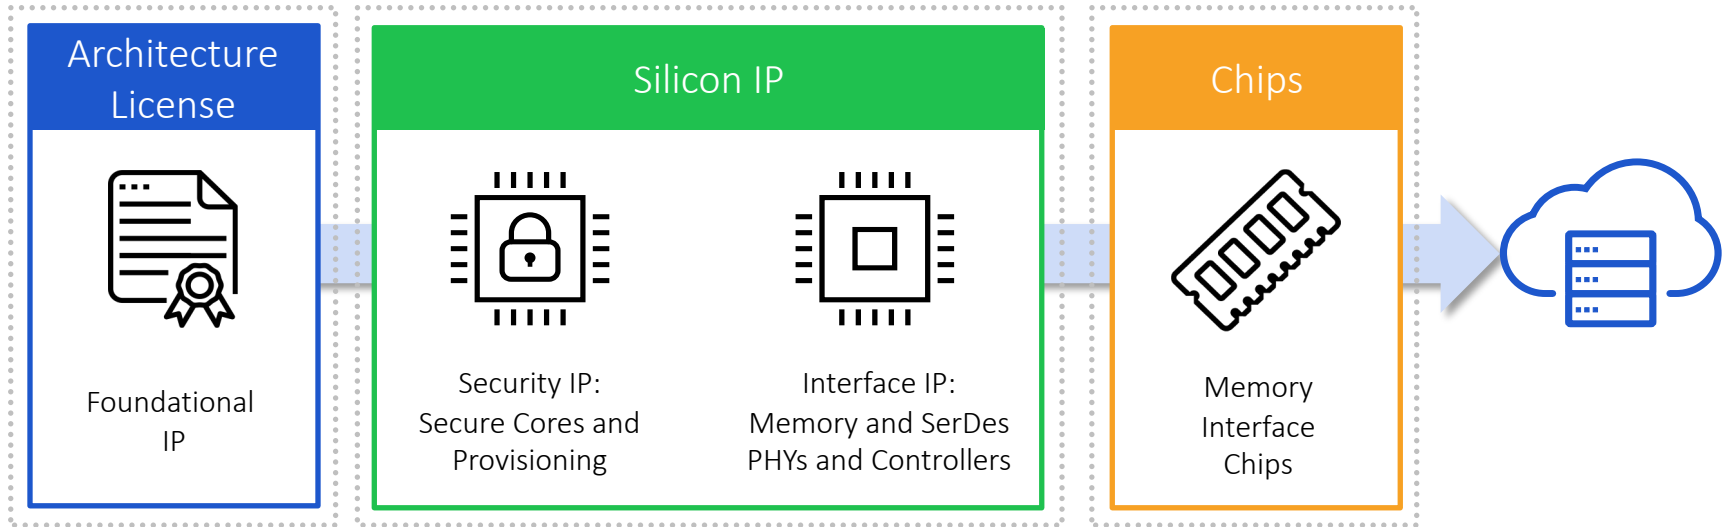 Architecture
License
Silicon IP
Chips
Foundational
IP
Security IP:
Secure Cores and
Provisioning
Interface IP:
Memory and SerDes
PHYs and Controllers
Memory
Interface
Chips